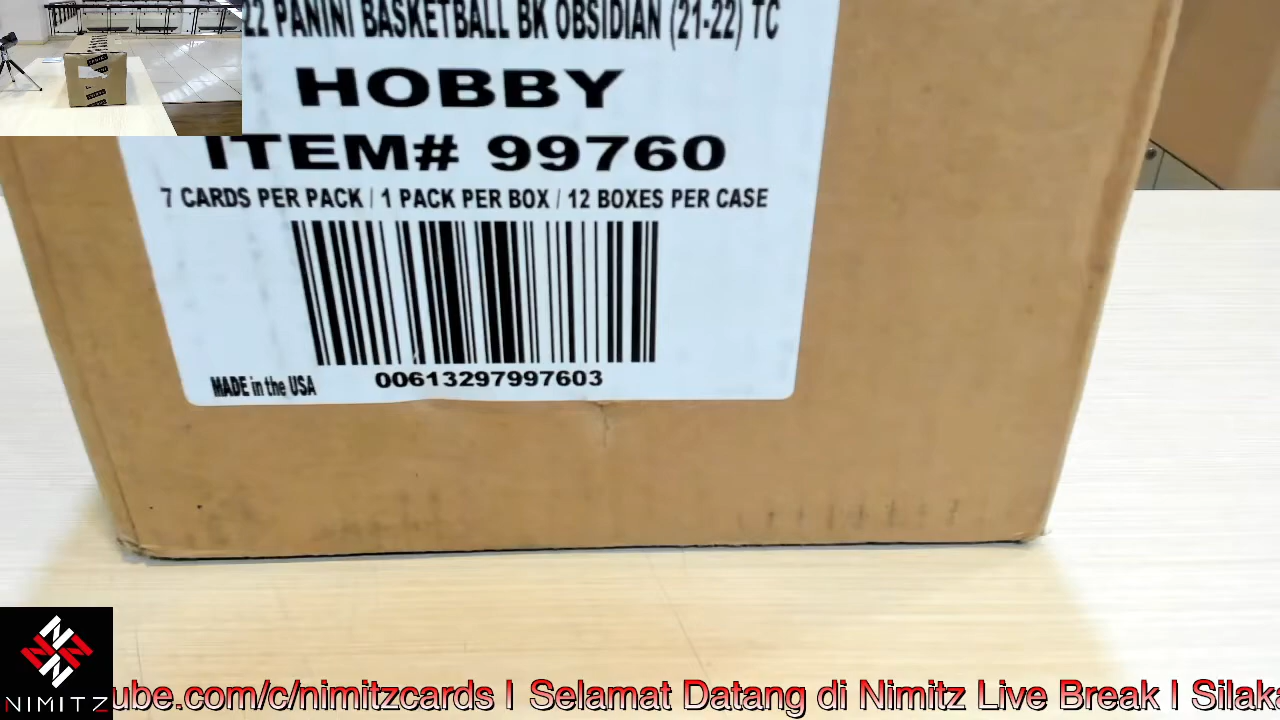 22 PANINI BASKETBALL BK OBSIDIAN (21-22) TC
HOBBY
ITEM# 99760
7 CARDS PER PACK / 1 PACK PER BOX / 12 BOXES PER CASE
MADE in the USA
00613297997603
NIMITZ
ube.com/c/nimitzcards I Selamat Datang di Nimitz Live Break I Silaka